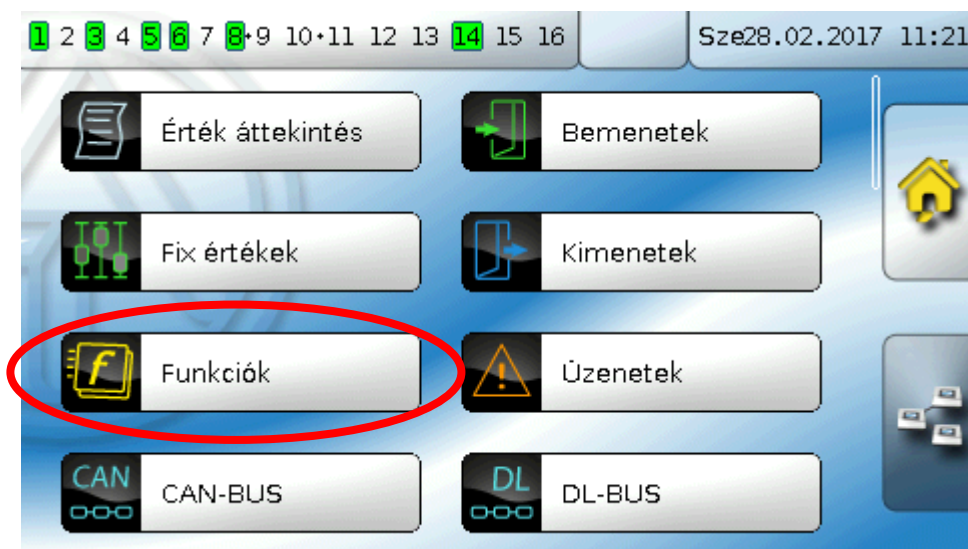 1 2 3 4 5 6 7 8·9 10·11 12 13 14 15 16
Sze28.02.2017 11:21
Érték áttekintés
Bemenetek
Fix értékek
Kimenetek
f Funkciók
! Üzenetek
CAN CAN-BUS
DL DL-BUS